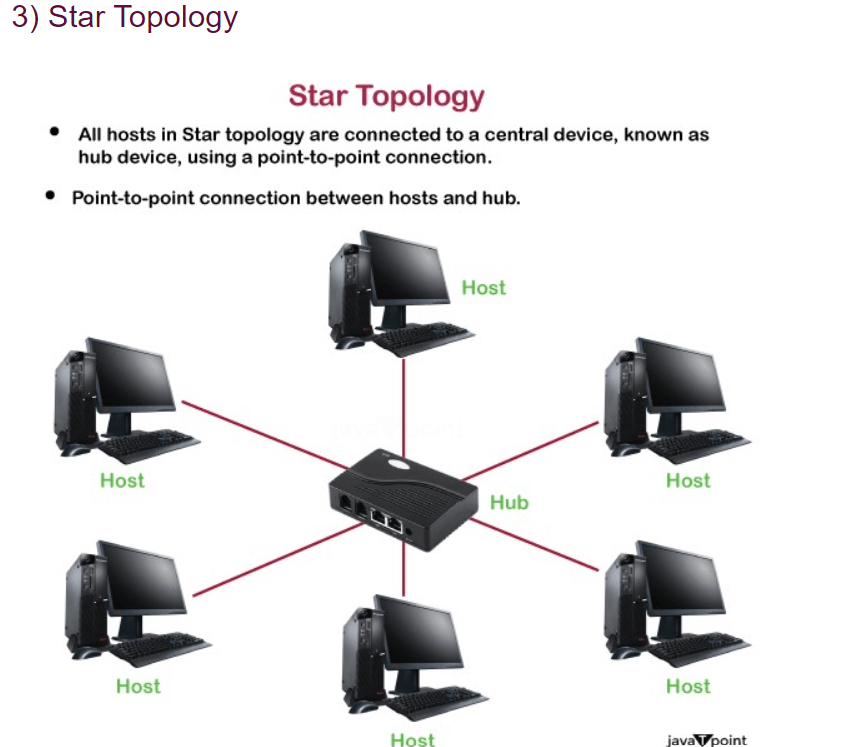 3) Star Topology
Star Topology
• All hosts in Star topology are connected to a central device, known as
hub device, using a point-to-point connection.
• Point-to-point connection between hosts and hub.
Host
Host
Host
Hub
Host
Host
Host
javaTpoint